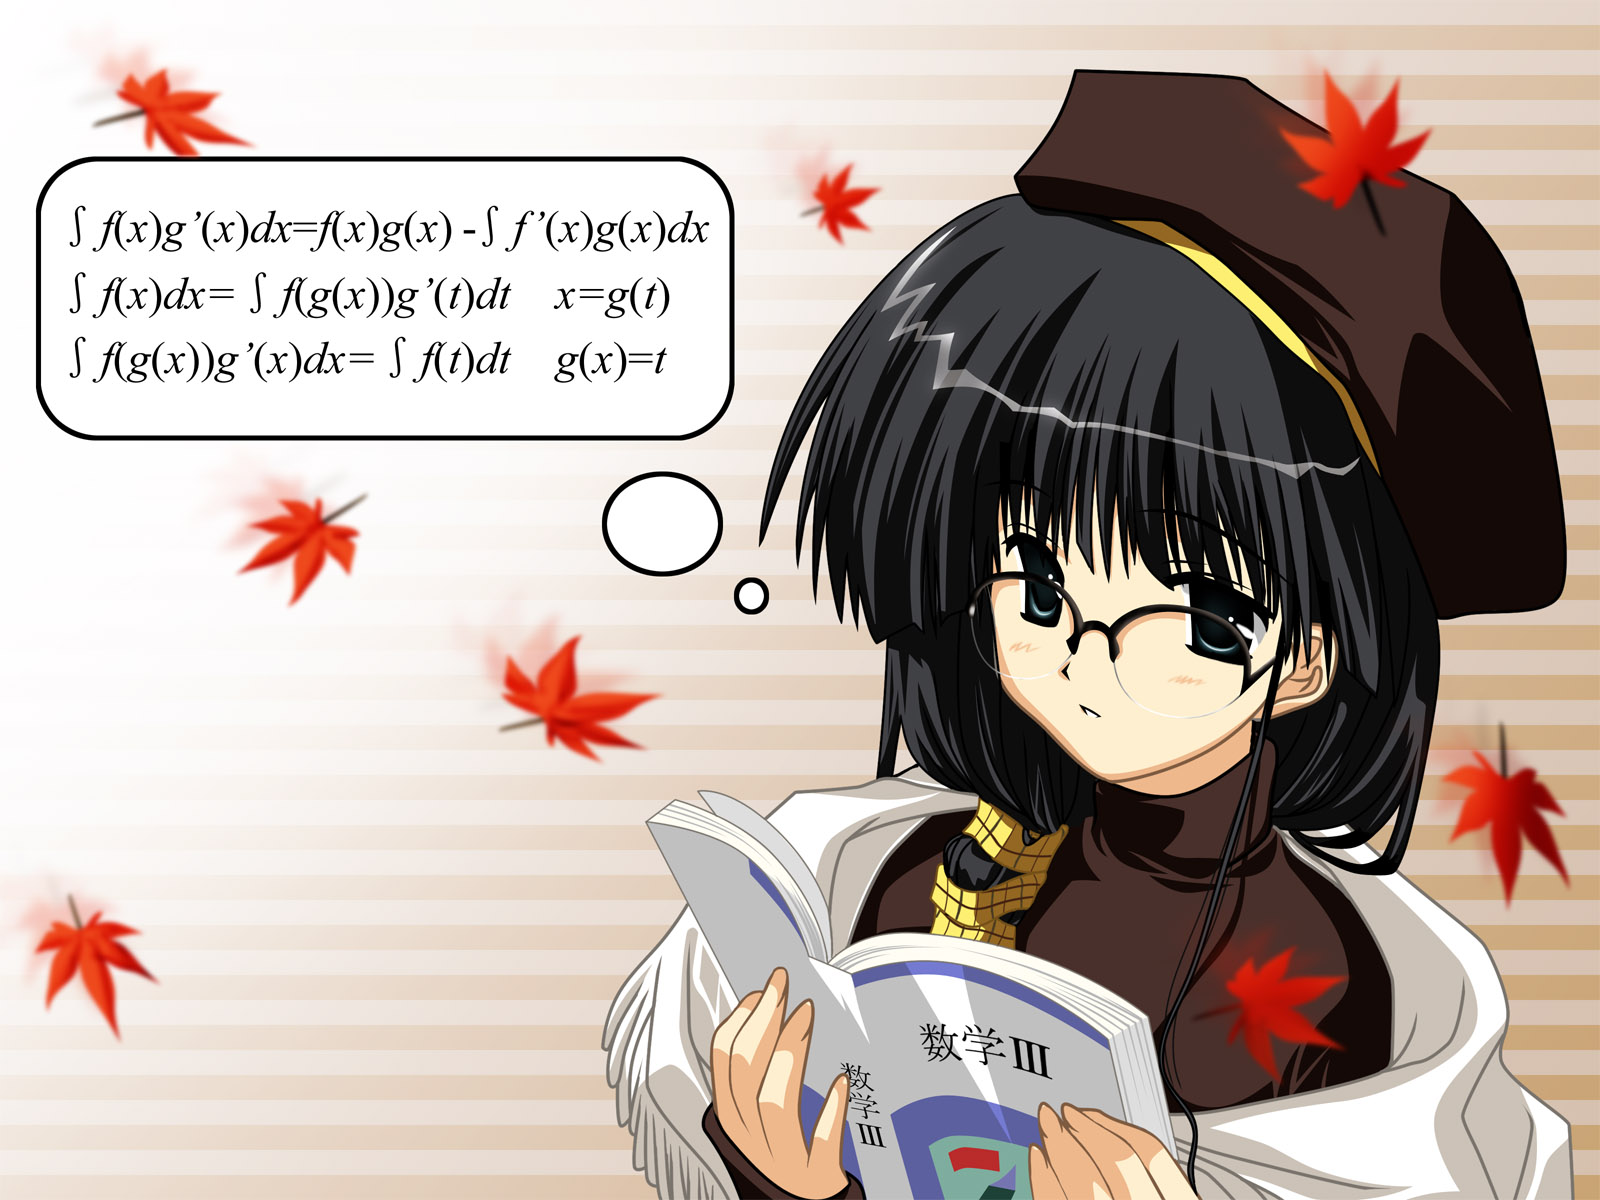 ∫ f(x)g’(x)dx=f(x)g(x) -∫ f’(x)g(x)dx
∫ f(x)dx= ∫ f(g(x))g’(t)dt x=g(t)
∫ f(g(x))g’(x)dx= ∫ f(t)dt g(x)=t
数学Ⅲ
数学Ⅲ